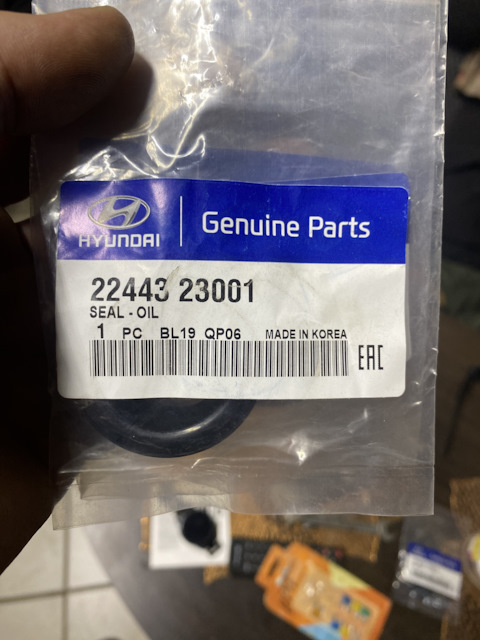 HYUNDAI
Genuine Parts
22443 23001
SEAL - OIL
1 PC BL19 QP06 MADE IN KOREA
EAC